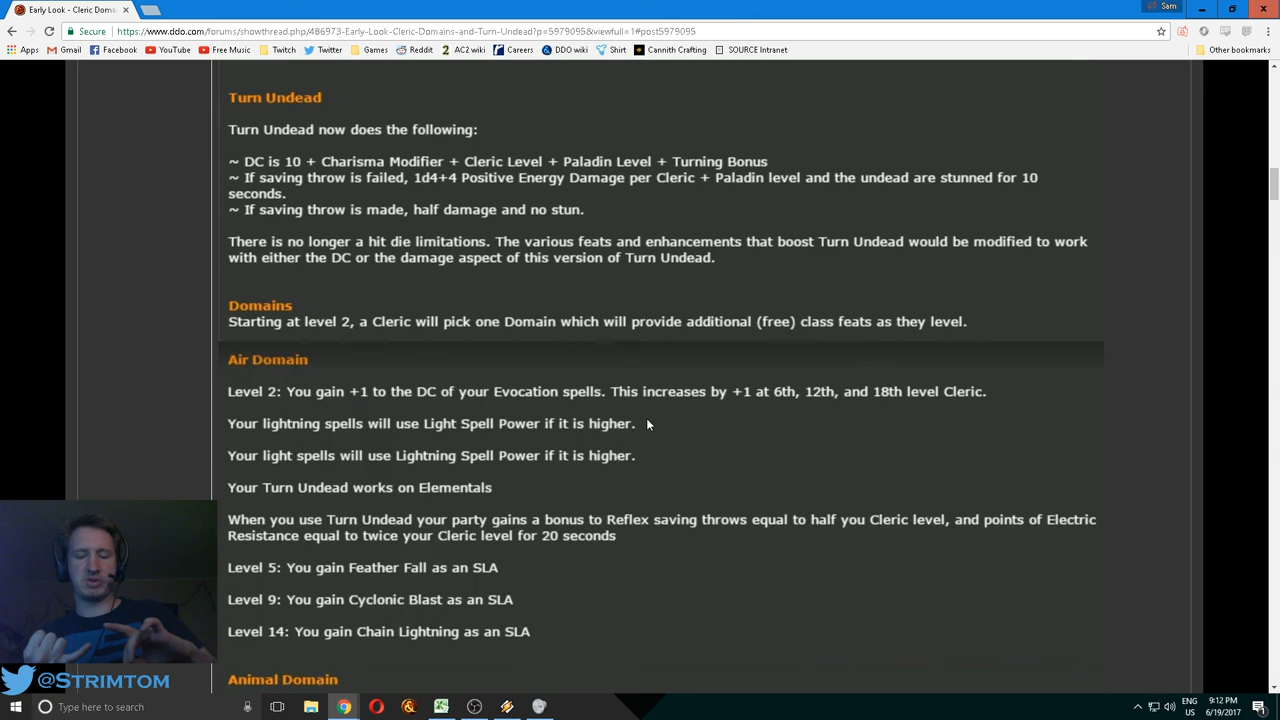 Early Look - Cleric Dom
Sam
Secure
https://www.ddo.com/forums/showthread.php/486973-Early-Look-Cleric-Domains-and-Turn-Undead?p=5979095&viewfull=1#post5979095
Apps Gmail Facebook YouTube Free Music Twitch Twitter Games Reddit AC2 wiki Careers DDO wiki Shirt Cannith Crafting SOURCE Intranet Other bookmarks
Turn Undead
Turn Undead now does the following:
~ DC is 10 + Charisma Modifier + Cleric Level + Paladin Level + Turning Bonus
~ If saving throw is failed, 1d4+4 Positive Energy Damage per Cleric + Paladin level and the undead are stunned for 10
seconds.
~ If saving throw is made, half damage and no stun.
There is no longer a hit die limitations. The various feats and enhancements that boost Turn Undead would be modified to work
with either the DC or the damage aspect of this version of Turn Undead.
Domains
Starting at level 2, a Cleric will pick one Domain which will provide additional (free) class feats as they level.
Air Domain
Level 2: You gain +1 to the DC of your Evocation spells. This increases by +1 at 6th, 12th, and 18th level Cleric.
Your lightning spells will use Light Spell Power if it is higher.
Your light spells will use Lightning Spell Power if it is higher.
Your Turn Undead works on Elementals
When you use Turn Undead your party gains a bonus to Reflex saving throws equal to half you Cleric level, and points of Electric
Resistance equal to twice your Cleric level for 20 seconds
Level 5: You gain Feather Fall as an SLA
Level 9: You gain Cyclonic Blast as an SLA
Level 14: You gain Chain Lightning as an SLA
Animal Domain
@STRIMTOM
Type here to search
ENG
US
9:12 PM
6/19/2017